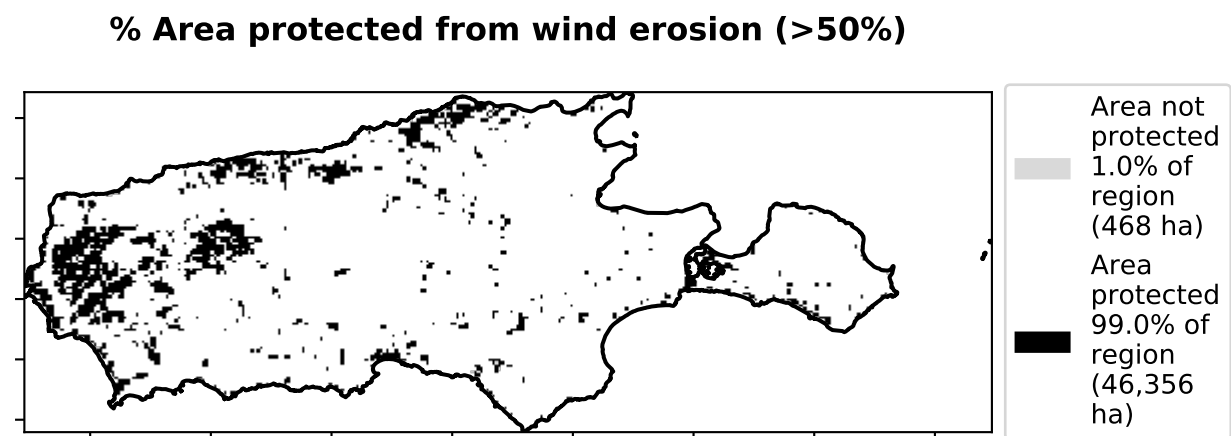 % Area protected from wind erosion (>50%)
Area not
protected
1.0% of
region
(468 ha)
Area
protected
99.0% of
region
(46,356
ha)